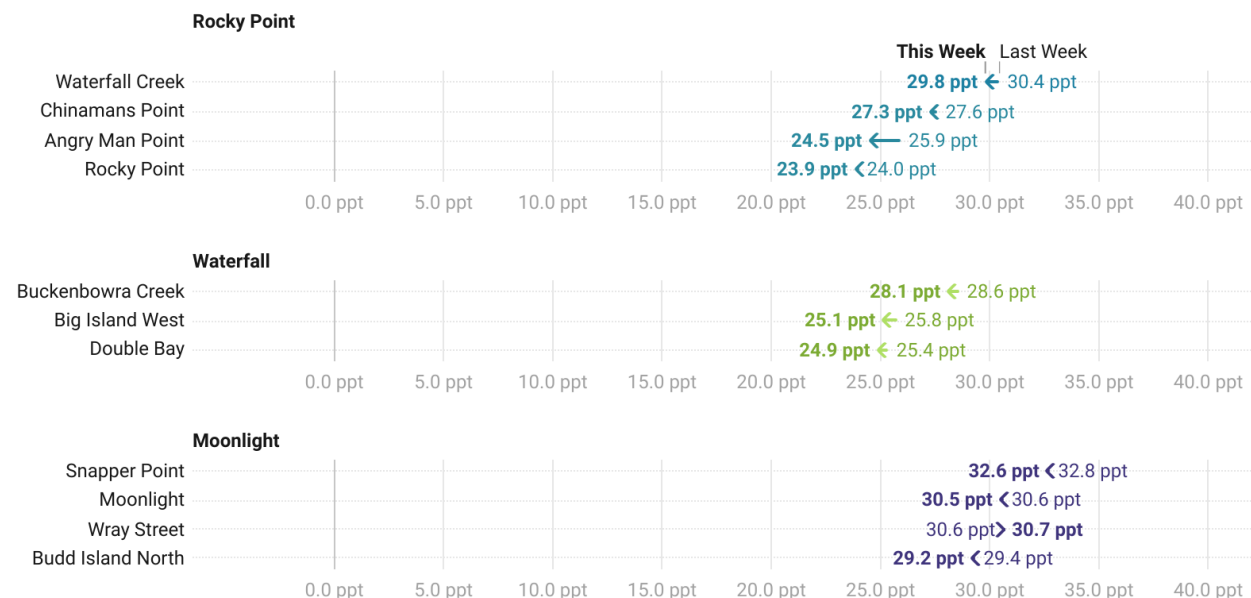 Rocky Point
This Week Last Week
Waterfall Creek 29.8 ppt 30.4 ppt
Chinamans Point 27.3 ppt 27.6 ppt
Angry Man Point 24.5 ppt 25.9 ppt
Rocky Point 23.9 ppt 24.0 ppt
0.0 ppt 5.0 ppt 10.0 ppt 15.0 ppt 20.0 ppt 25.0 ppt 30.0 ppt 35.0 ppt 40.0 ppt
Waterfall
Buckenbowra Creek 28.1 ppt 28.6 ppt
Big Island West 25.1 ppt 25.8 ppt
Double Bay 24.9 ppt 25.4 ppt
0.0 ppt 5.0 ppt 10.0 ppt 15.0 ppt 20.0 ppt 25.0 ppt 30.0 ppt 35.0 ppt 40.0 ppt
Moonlight
Snapper Point 32.6 ppt 32.8 ppt
Moonlight 30.5 ppt 30.6 ppt
Wray Street 30.6 ppt 30.7 ppt
Budd Island North 29.2 ppt 29.4 ppt
0.0 ppt 5.0 ppt 10.0 ppt 15.0 ppt 20.0 ppt 25.0 ppt 30.0 ppt 35.0 ppt 40.0 ppt